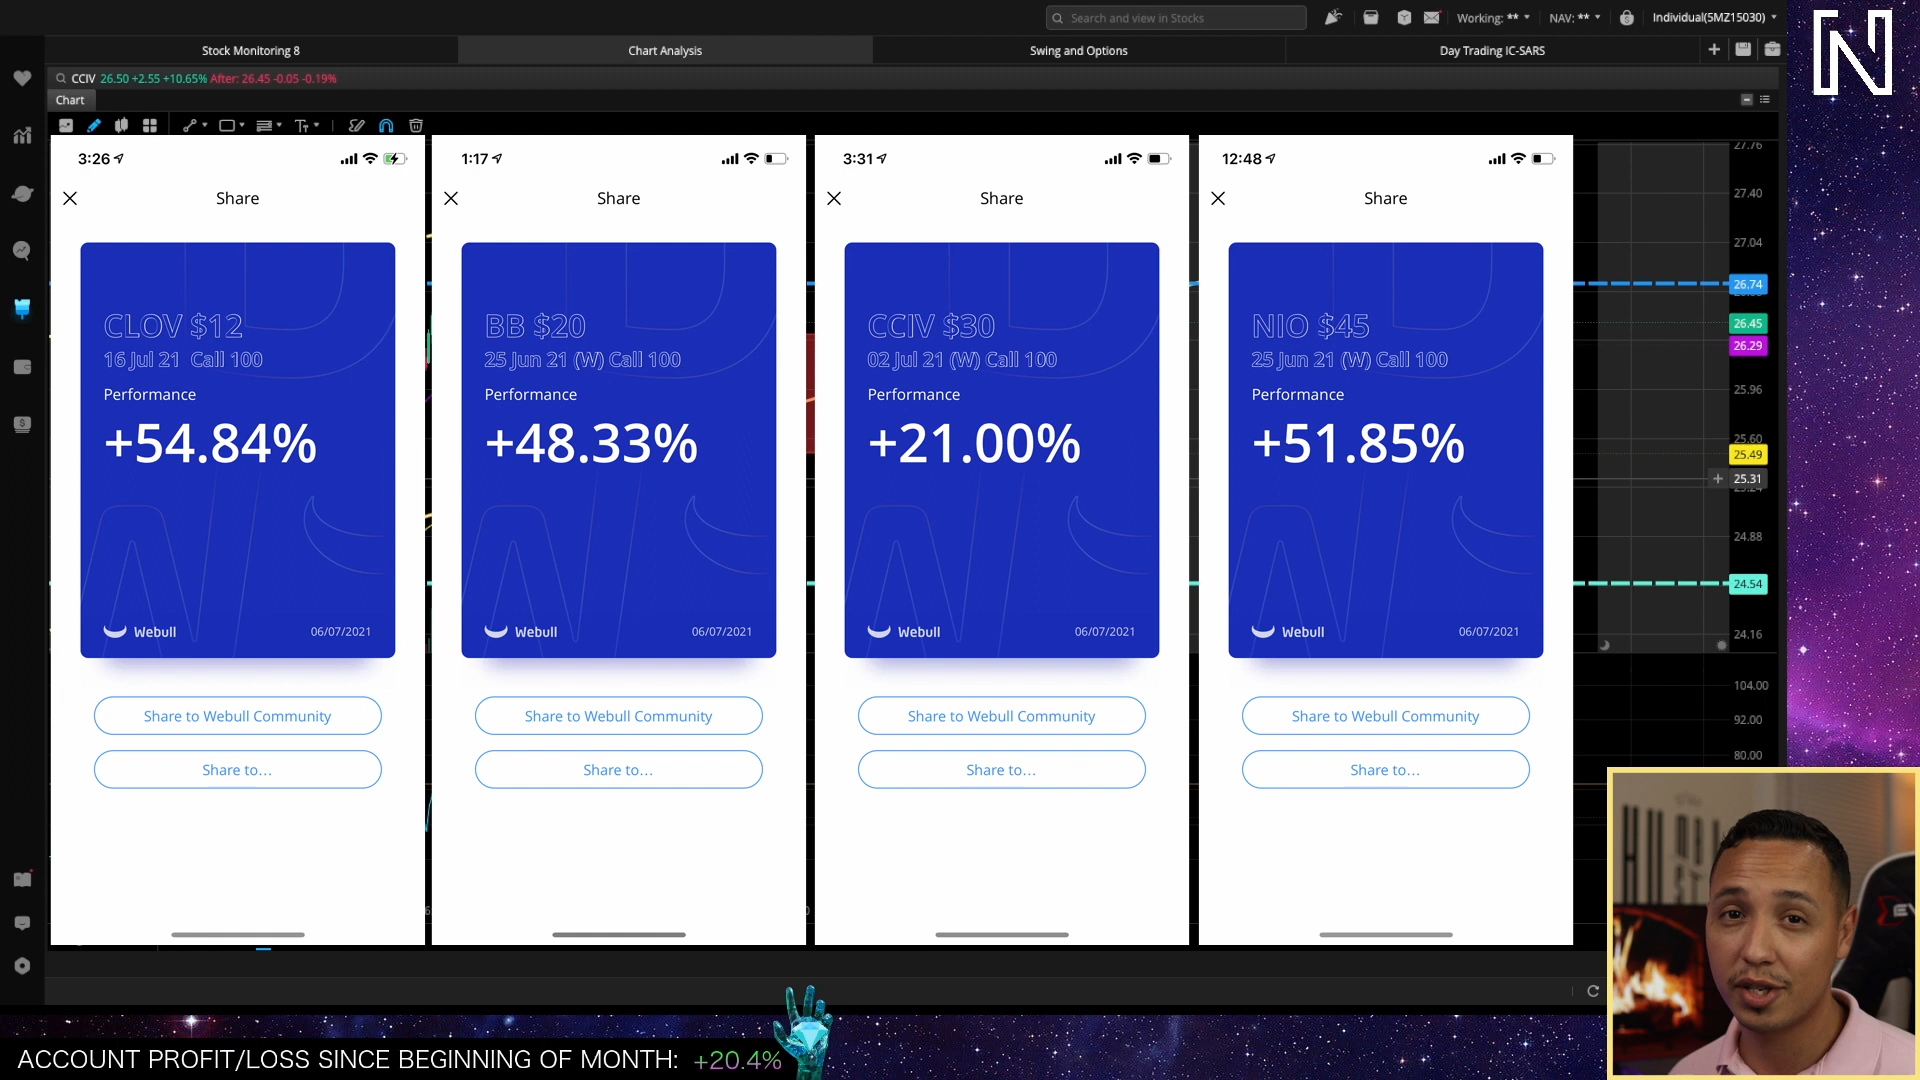 Search and view in Stocks
Working: **
NAV: **
Individual(5MZ15030)
Stock Monitoring 8
Chart Analysis
Swing and Options
Day Trading IC-SARS
CCIV 26.50 +2.55 +10.65% After: 26.45 -0.05 -0.19%
Chart
3:26
Share
CLOV $12
16 Jul 21 Call 100
Performance
+54.84%
Webull
06/07/2021
Share to Webull Community
Share to...
1:17
Share
BB $20
25 Jun 21 (W) Call 100
Performance
+48.33%
Webull
06/07/2021
Share to Webull Community
Share to...
3:31
Share
CCIV $30
02 Jul 21 (W) Call 100
Performance
+21.00%
Webull
06/07/2021
Share to Webull Community
Share to...
12:48
Share
NIO $45
25 Jun 21 (W) Call 100
Performance
+51.85%
Webull
06/07/2021
Share to Webull Community
Share to...
27.76
27.40
27.04
26.74
26.45
26.29
25.96
25.60
25.49
25.31
24.88
24.54
24.16
104.00
92.00
80.00
N
ACCOUNT PROFIT/LOSS SINCE BEGINNING OF MONTH: +20.4%